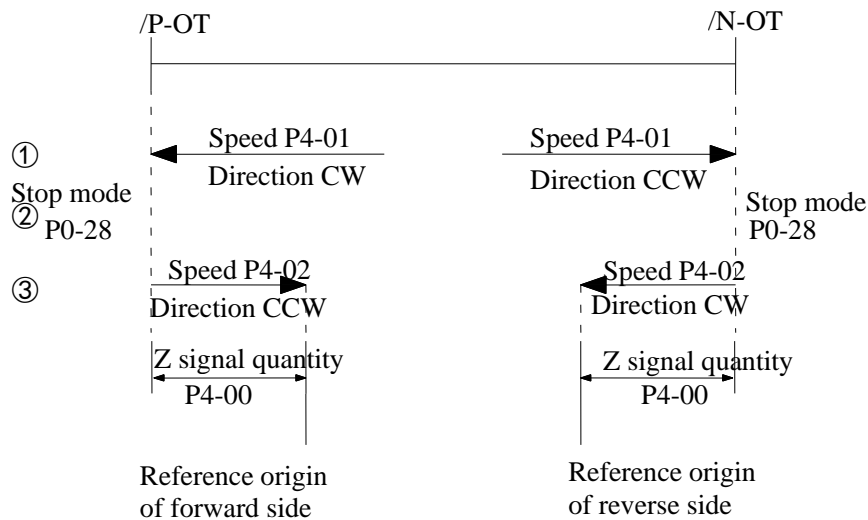 /P-OT
/N-OT
①
Speed P4-01
Direction CW
Speed P4-01
Direction CCW
Stop mode
② P0-28
Stop mode
P0-28
③
Speed P4-02
Direction CCW
Speed P4-02
Direction CW
Z signal quantity
P4-00
Z signal quantity
P4-00
Reference origin
of forward side
Reference origin
of reverse side